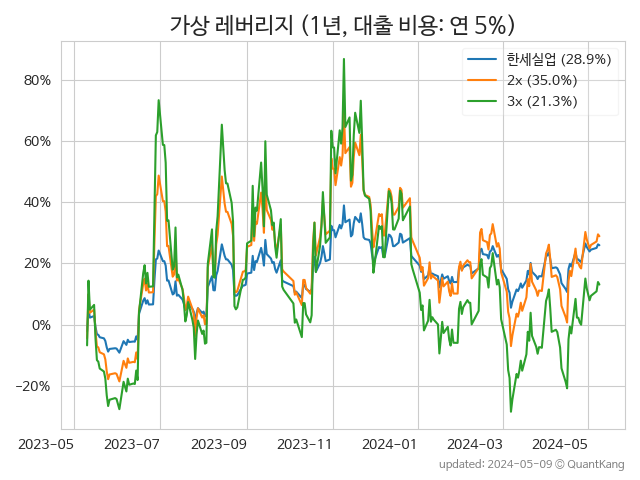 가상 레버리지 (1년, 대출 비용: 연 5%)
한세실업 (28.9%)
2x (35.0%)
3x (21.3%)
80%
60%
40%
20%
0%
−20%
2023-05 2023-07 2023-09 2023-11 2024-01 2024-03 2024-05
updated: 2024-05-09 © QuantKang